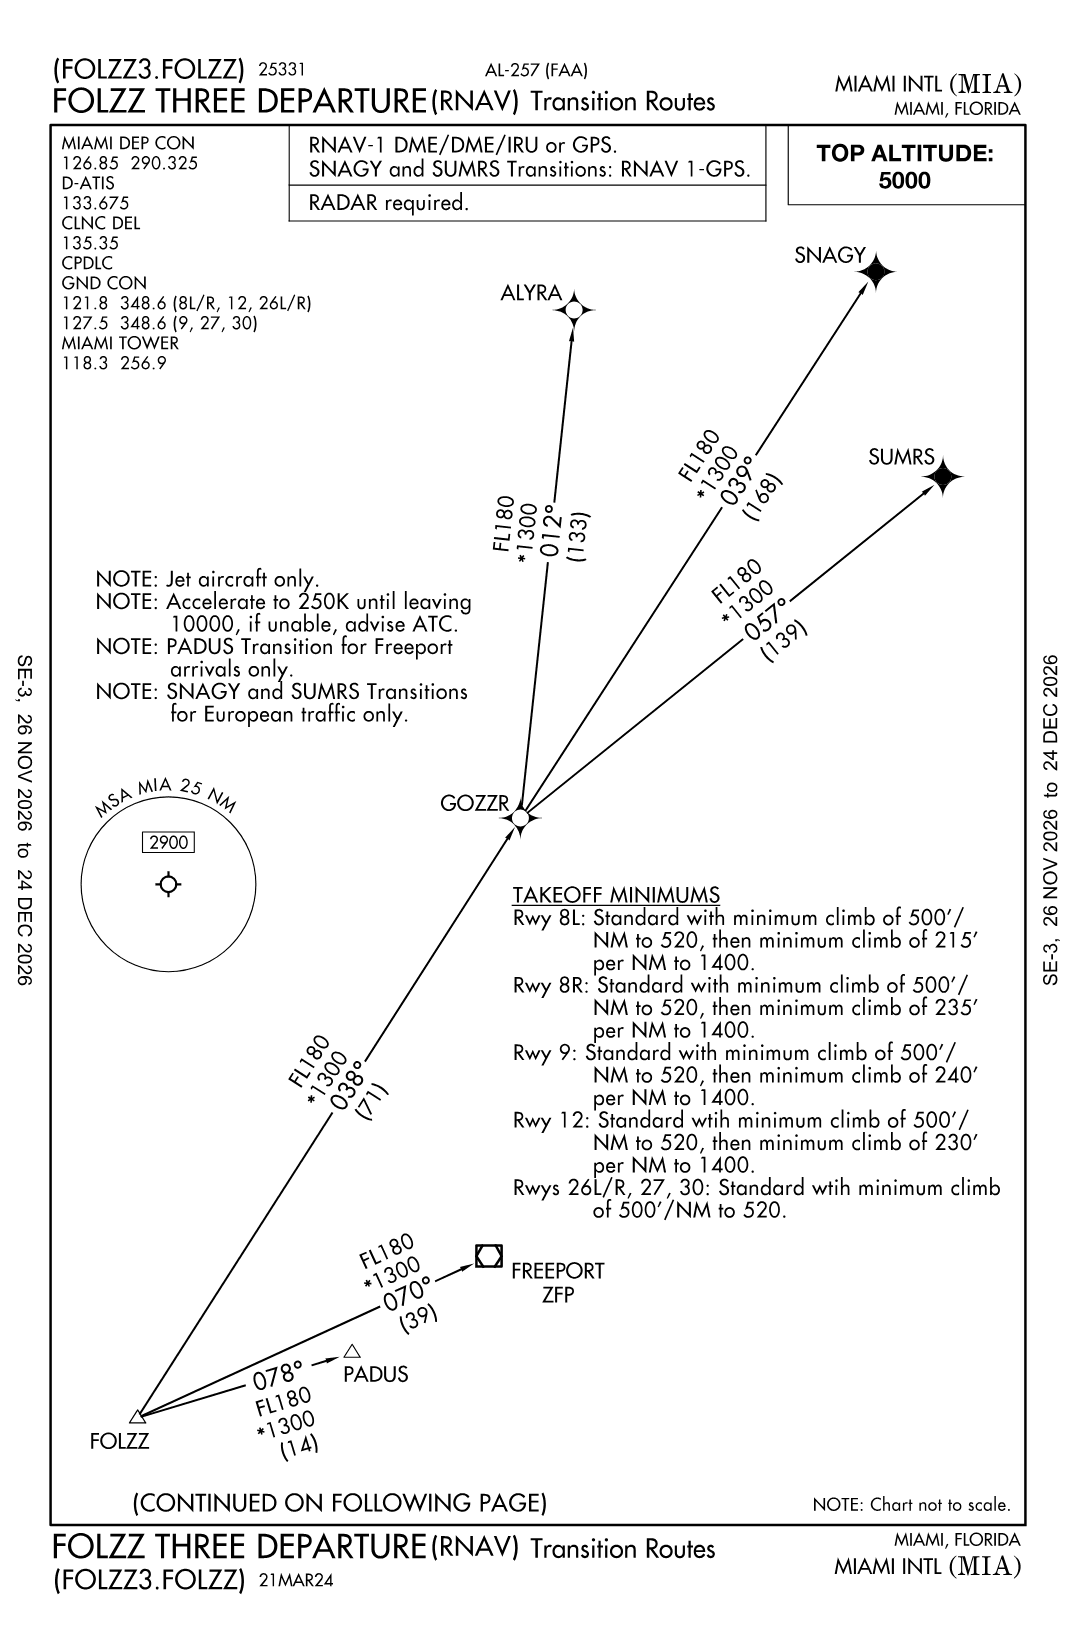 (FOLZZ3.FOLZZ) 25331
AL-257 (FAA)
MIAMI INTL (MIA)
FOLZZ THREE DEPARTURE (RNAV) Transition Routes
MIAMI, FLORIDA
MIAMI DEP CON
126.85 290.325
D-ATIS
133.675
CLNC DEL
135.35
CPDLC
GND CON
121.8 348.6 (8L/R, 12, 26L/R)
127.5 348.6 (9, 27, 30)
MIAMI TOWER
118.3 256.9
RNAV-1 DME/DME/IRU or GPS.
SNAGY and SUMRS Transitions: RNAV 1-GPS.
RADAR required.
TOP ALTITUDE:
5000
SNAGY
ALYRA
SUMRS
FL180
*1300
039°
(168)
FL180
*1300
012°
(133)
FL180
*1300
057°
(139)
NOTE: Jet aircraft only.
NOTE: Accelerate to 250K until leaving
10000, if unable, advise ATC.
NOTE: PADUS Transition for Freeport
arrivals only.
NOTE: SNAGY and SUMRS Transitions
for European traffic only.
SE-3, 26 NOV 2026 to 24 DEC 2026
SE-3, 26 NOV 2026 to 24 DEC 2026
MSA MIA 25 NM
2900
GOZZR
TAKEOFF MINIMUMS
Rwy 8L: Standard with minimum climb of 500'/
NM to 520, then minimum climb of 215'
per NM to 1400.
Rwy 8R: Standard with minimum climb of 500'/
NM to 520, then minimum climb of 235'
per NM to 1400.
Rwy 9: Standard with minimum climb of 500'/
NM to 520, then minimum climb of 240'
per NM to 1400.
Rwy 12: Standard wtih minimum climb of 500'/
NM to 520, then minimum climb of 230'
per NM to 1400.
Rwys 26L/R, 27, 30: Standard wtih minimum climb
of 500'/NM to 520.
FL180
*1300
038°
(71)
FL180
*1300
070°
(39)
FREEPORT
ZFP
078°
FL180
*1300
(14)
PADUS
FOLZZ
(CONTINUED ON FOLLOWING PAGE)
NOTE: Chart not to scale.
FOLZZ THREE DEPARTURE (RNAV) Transition Routes
MIAMI, FLORIDA
(FOLZZ3.FOLZZ) 21MAR24
MIAMI INTL (MIA)